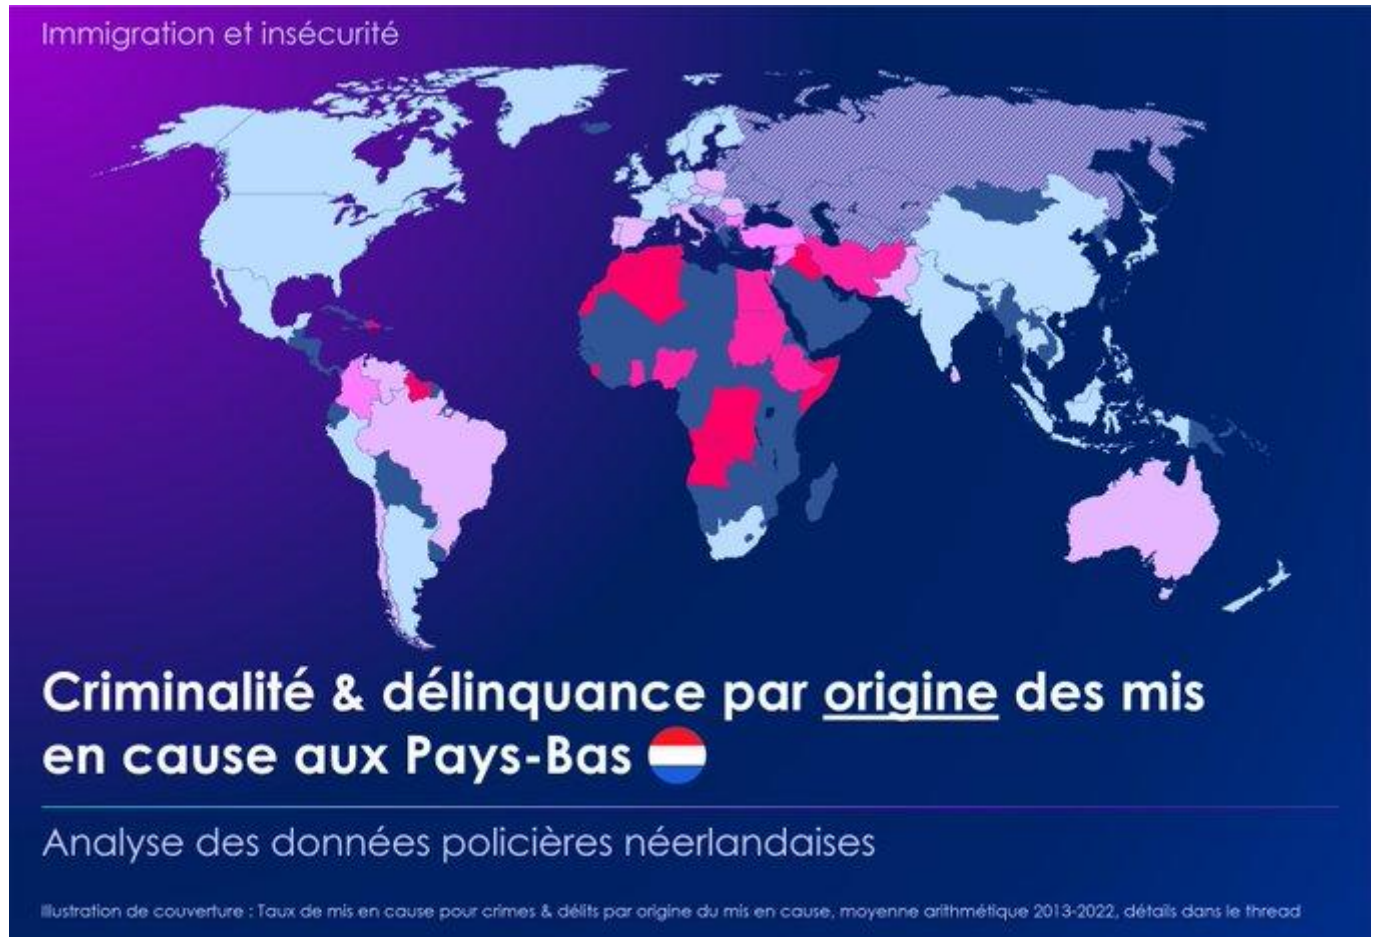 Immigration et insécurité
Criminalité & délinquance par origine des mis
en cause aux Pays-Bas
Analyse des données policières néerlandaises
Illustration de couverture : Taux de mis en cause pour crimes & délits par origine du mis en cause, moyenne arithmétique 2013-2022, détails dans le thread